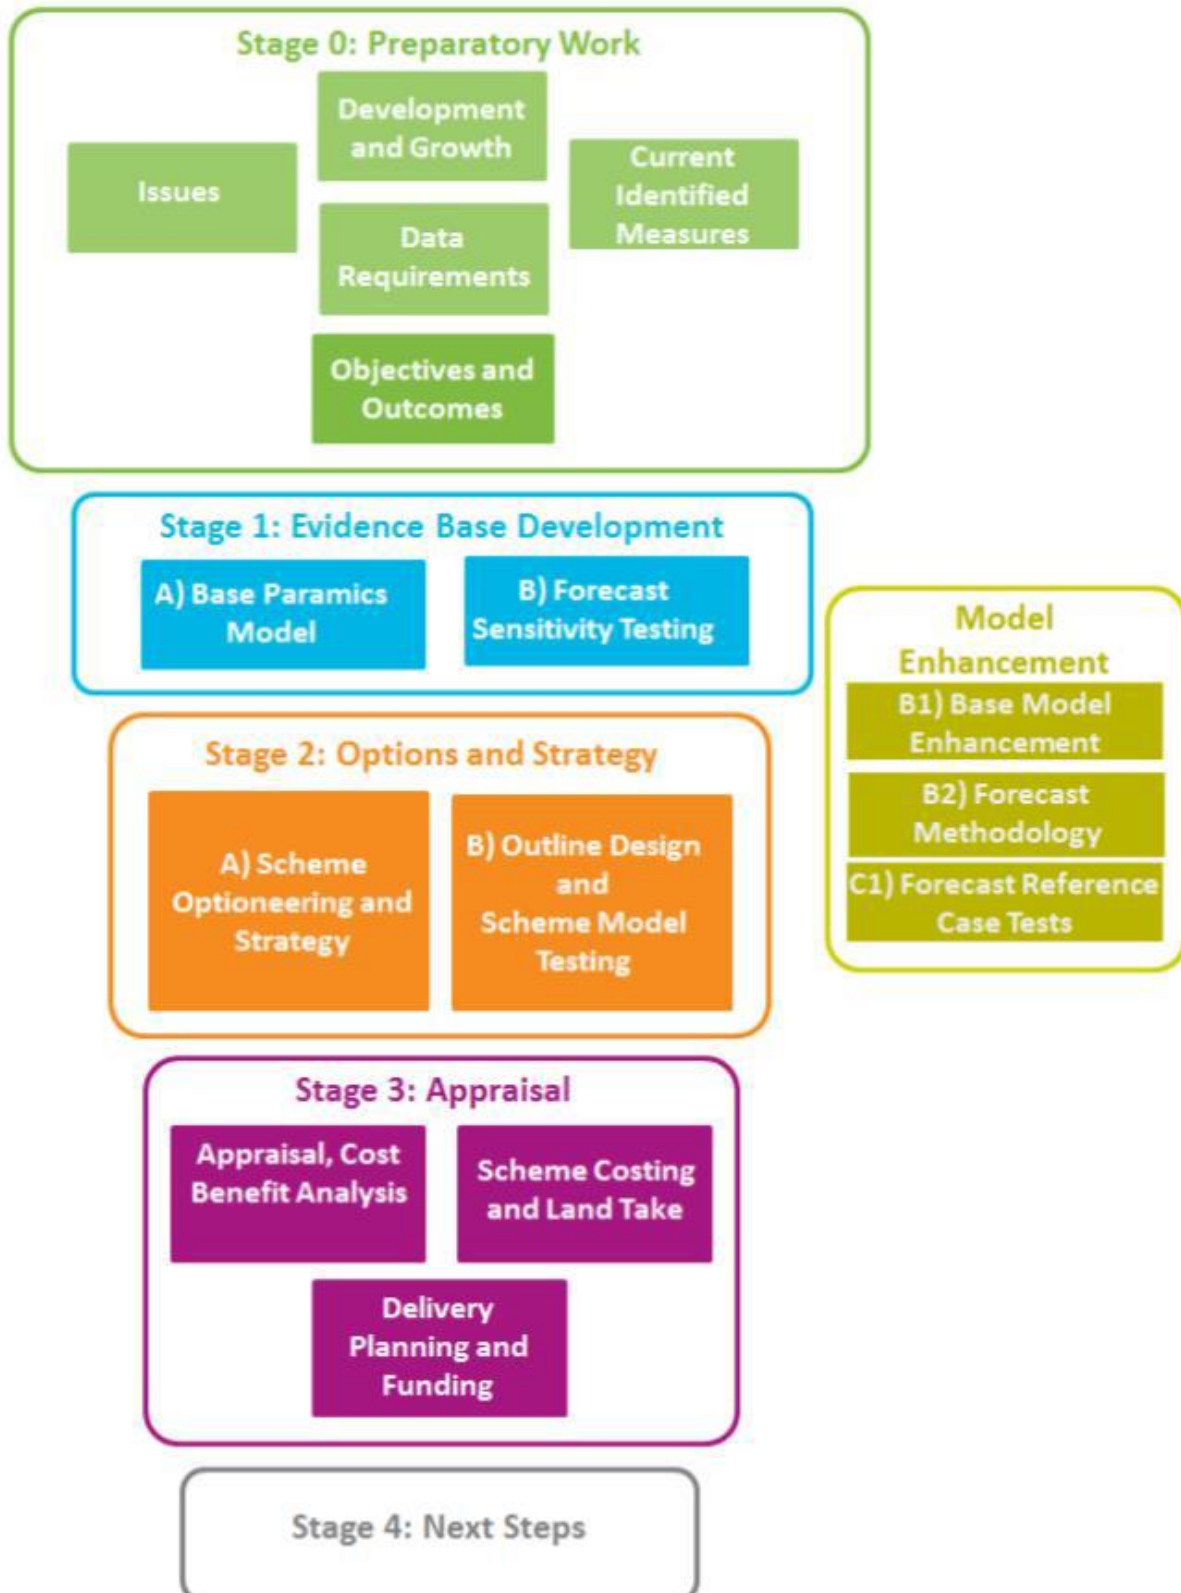 Stage 0: Preparatory Work
Development
and Growth
Issues
Current
Identified
Measures
Data
Requirements
Objectives and
Outcomes
Stage 1: Evidence Base Development
A) Base Paramics
Model
B) Forecast
Sensitivity Testing
Model
Enhancement
B1) Base Model
Enhancement
B2) Forecast
Methodology
C1) Forecast Reference
Case Tests
Stage 2: Options and Strategy
A) Scheme
Optioneering and
Strategy
B) Outline Design
and
Scheme Model
Testing
Stage 3: Appraisal
Appraisal, Cost
Benefit Analysis
Scheme Costing
and Land Take
Delivery
Planning and
Funding
Stage 4: Next Steps